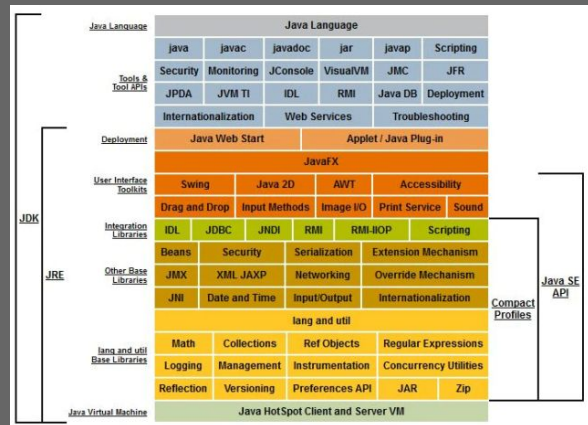 Java Language Java Language
java javac javadoc jar javap Scripting
Security Monitoring JConsole VisualVM JMC JFR
Tools & Tool APIs
JPDA JVM TI IDL RMI Java DB Deployment
Internationalization Web Services Troubleshooting
Deployment Java Web Start Applet / Java Plug-in
JavaFX
User Interface Toolkits
Swing Java 2D AWT Accessibility
Drag and Drop Input Methods Image I/O Print Service Sound
Integration Libraries
IDL JDBC JNDI RMI RMI-IIOP Scripting
JDK
JRE
Beans Security Serialization Extension Mechanism
Other Base Libraries
JMX XML JAXP Networking Override Mechanism
JNI Date and Time Input/Output Internationalization
Java SE API
Compact Profiles
lang and util
lang and util Base Libraries
Math Collections Ref Objects Regular Expressions
Logging Management Instrumentation Concurrency Utilities
Reflection Versioning Preferences API JAR Zip
Java Virtual Machine Java HotSpot Client and Server VM